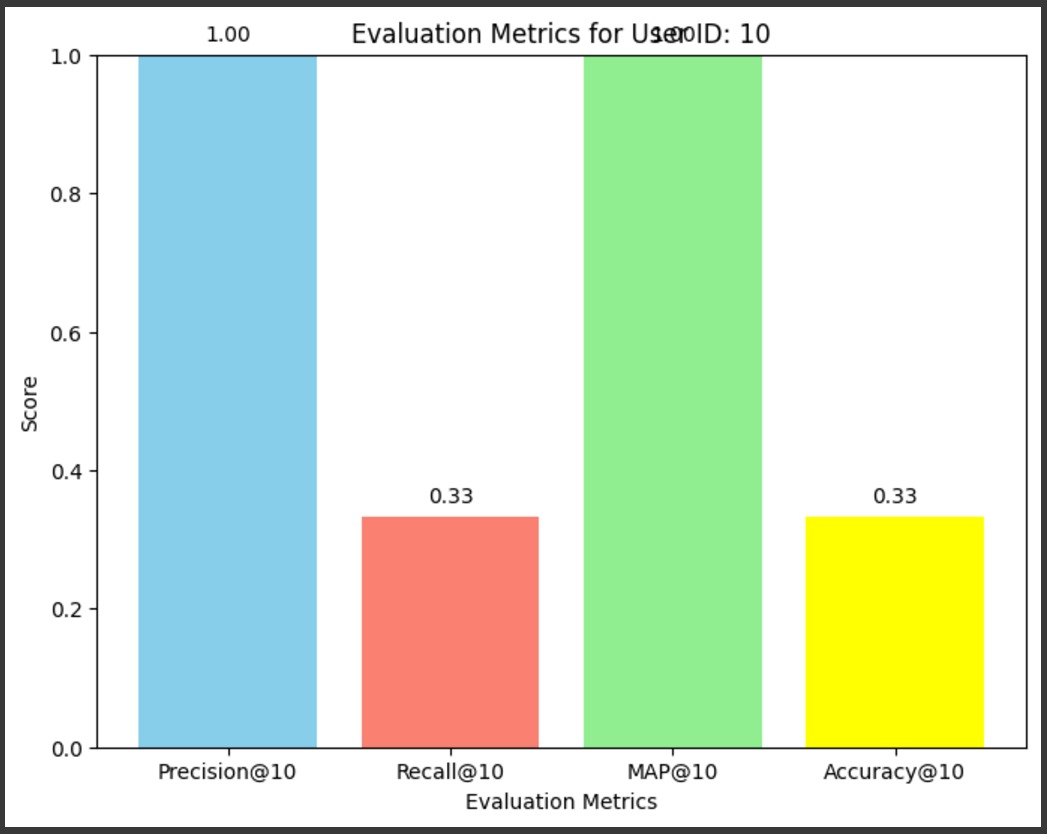 Evaluation Metrics for User ID: 10
1.00
1.00
1.0
0.8
0.6
0.4
0.2
0.0
Score
0.33
0.33
Precision@10
Recall@10
MAP@10
Accuracy@10
Evaluation Metrics